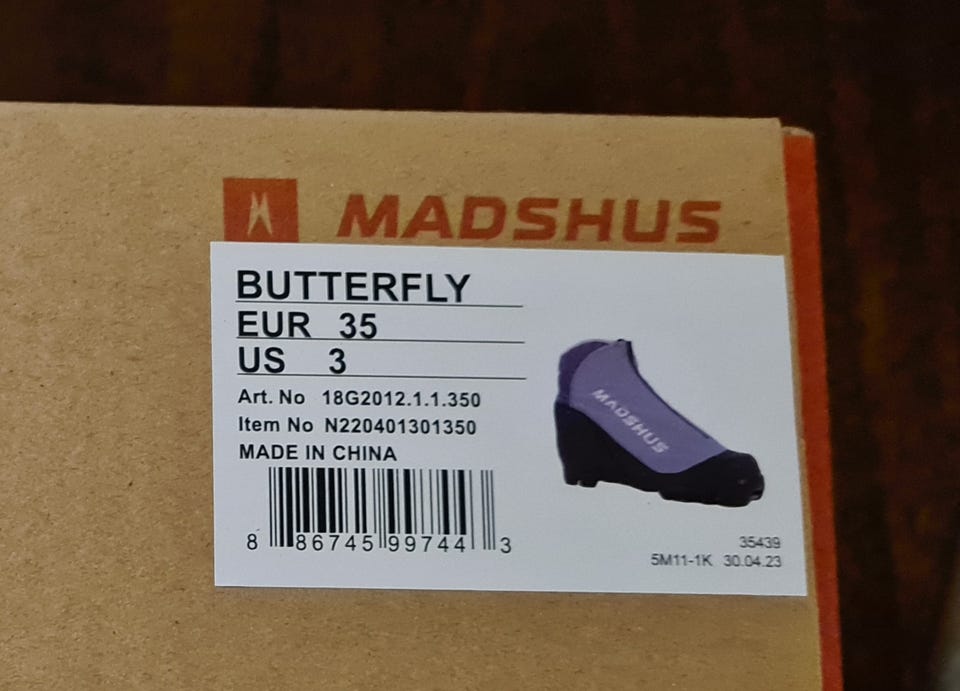 MADSHUS
BUTTERFLY
EUR 35
US 3
Art. No 18G2012.1.1.350
Item No N220401301350
MADE IN CHINA
8 86745 99744 3
MADSHUS
35439
5M11-1K 30.04.23